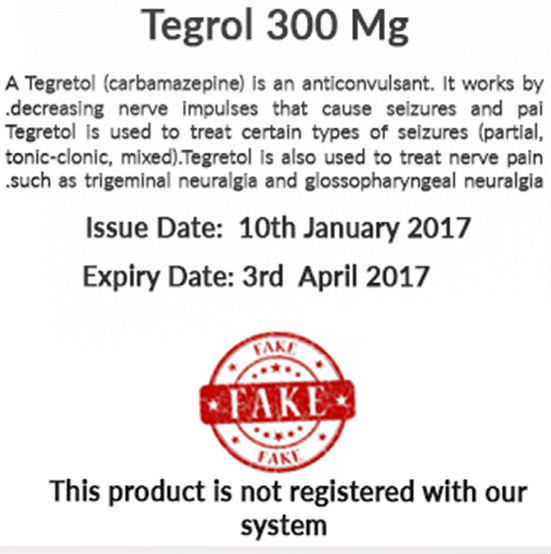 Tegrol 300 Mg
A Tegretol (carbamazepine) is an anticonvulsant. It works by
.decreasing nerve impulses that cause seizures and pai
Tegretol is used to treat certain types of seizures (partial,
tonic-clonic, mixed).Tegretol is also used to treat nerve pain
.such as trigeminal neuralgia and glossopharyngeal neuralgia
Issue Date: 10th January 2017
Expiry Date: 3rd April 2017
FAKE
FAKE
FAKE
This product is not registered with our
system